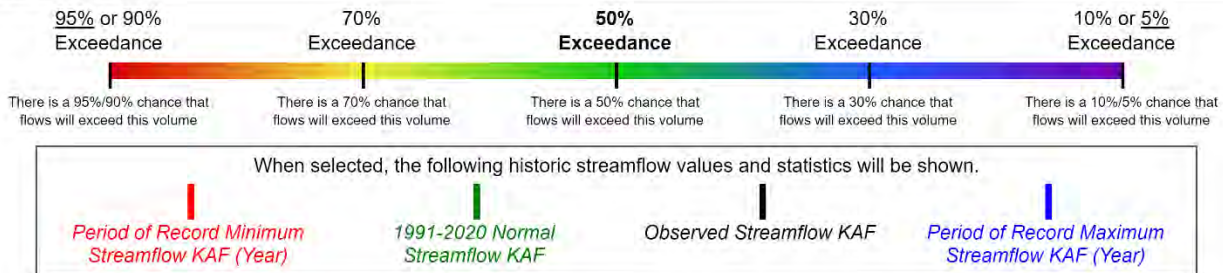 95% or 90%
Exceedance
70%
Exceedance
50%
Exceedance
30%
Exceedance
10% or 5%
Exceedance
There is a 95%/90% chance that
flows will exceed this volume
There is a 70% chance that
flows will exceed this volume
There is a 50% chance that
flows will exceed this volume
There is a 30% chance that
flows will exceed this volume
There is a 10%/5% chance that
flows will exceed this volume
When selected, the following historic streamflow values and statistics will be shown.
Period of Record Minimum
Streamflow KAF (Year)
1991-2020 Normal
Streamflow KAF
Observed Streamflow KAF
Period of Record Maximum
Streamflow KAF (Year)